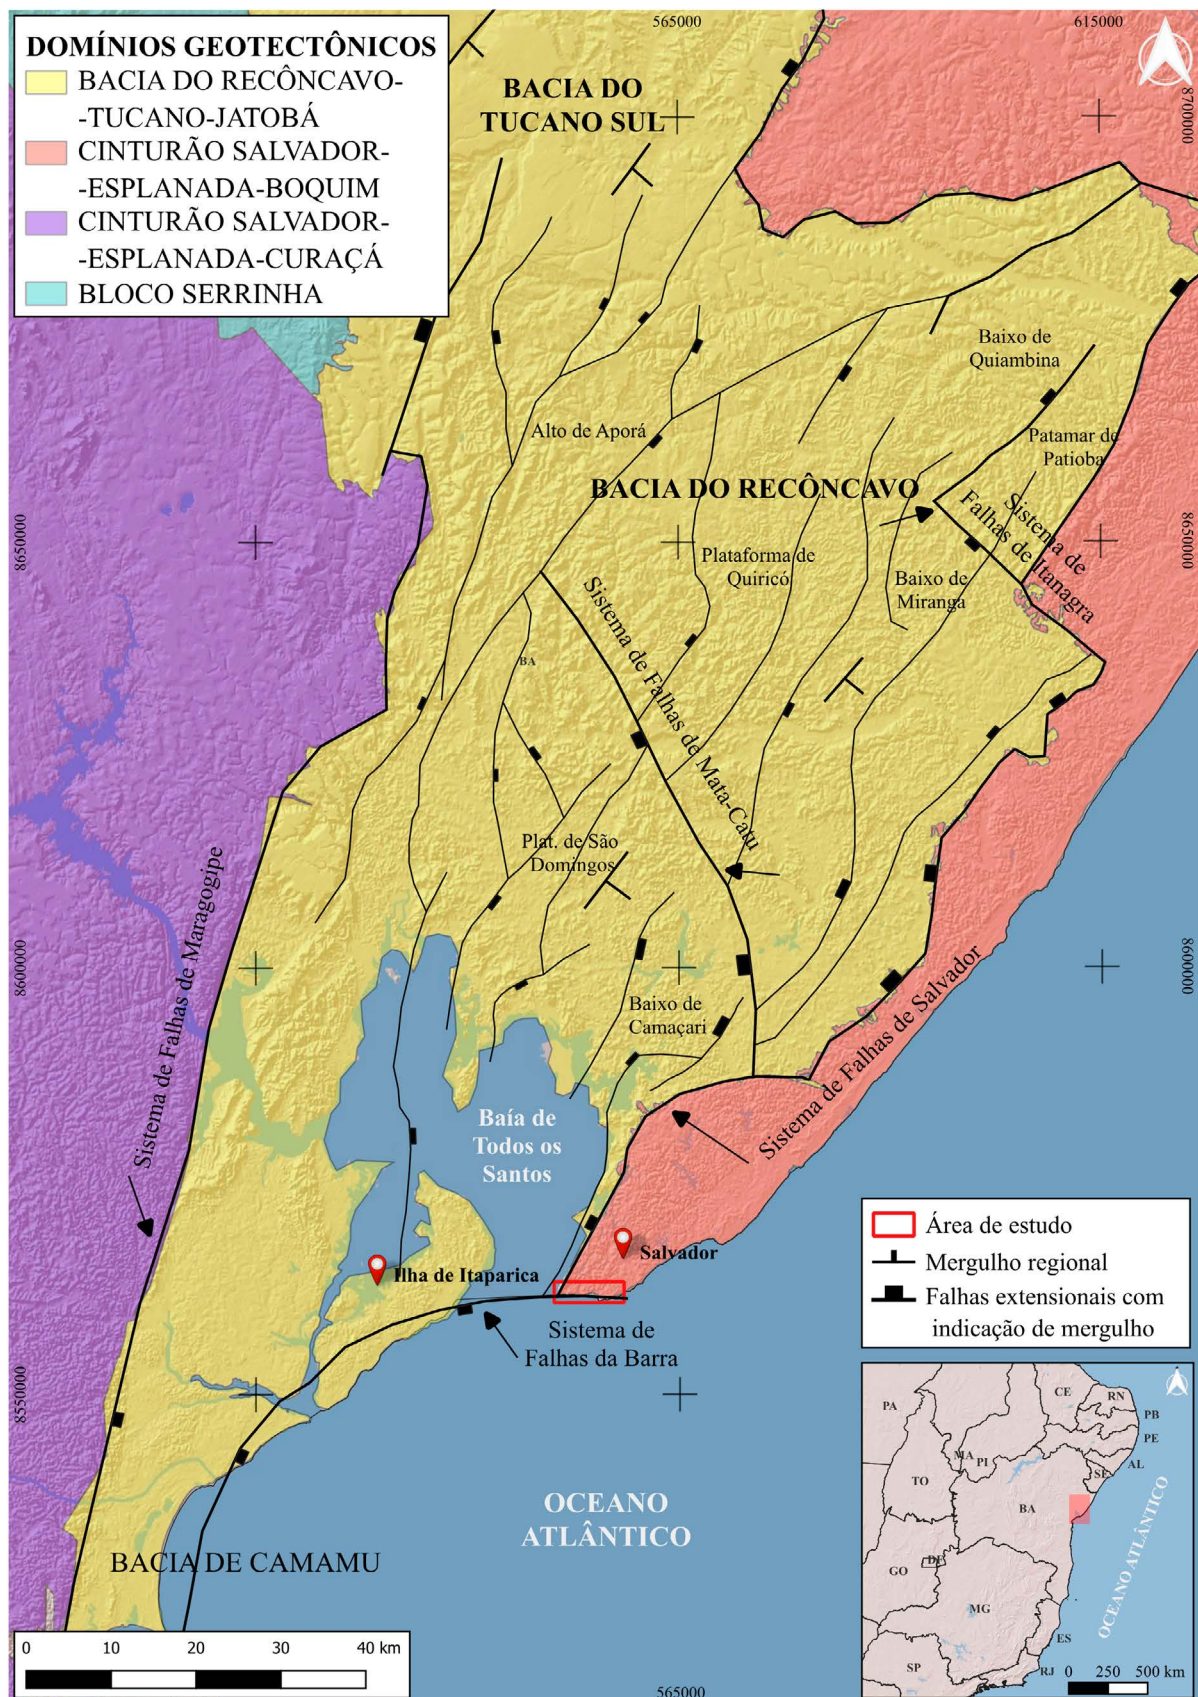 DOMÍNIOS GEOTECTÔNICOS
BACIA DO RECÔNCAVO-
-TUCANO-JATOBÁ
CINTURÃO SALVADOR-
-ESPLANADA-BOQUIM
CINTURÃO SALVADOR-
-ESPLANADA-CURAÇÁ
BLOCO SERRINHA
565000
615000
8700000
BACIA DO
TUCANO SUL
Baixo de
Quiambina
Alto de Aporá
Patamar de
Patioba
BACIA DO RECÔNCAVO
Sistema de
Falhas de Itanagra
8650000
8650000
Plataforma de
Quiricó
Baixo de
Miranga
Sistema de Falhas de Mata-Catu
BA
Plat. de São
Domingos
Sistema de Falhas de Maragogipe
8600000
8600000
Baixo de
Camaçari
Sistema de Falhas de Salvador
Baía de
Todos os
Santos
Salvador
Ilha de Itaparica
Sistema de
Falhas da Barra
8550000
Área de estudo
Mergulho regional
Falhas extensionais com
indicação de mergulho
OCEANO
ATLÂNTICO
BACIA DE CAMAMU
0 10 20 30 40 km
565000
PA
CE
RN
PB
PE
MA
PI
AL
SE
TO
BA
DF
GO
MG
ES
SP
RJ
OCEANO ATLÂNTICO
0 250 500 km